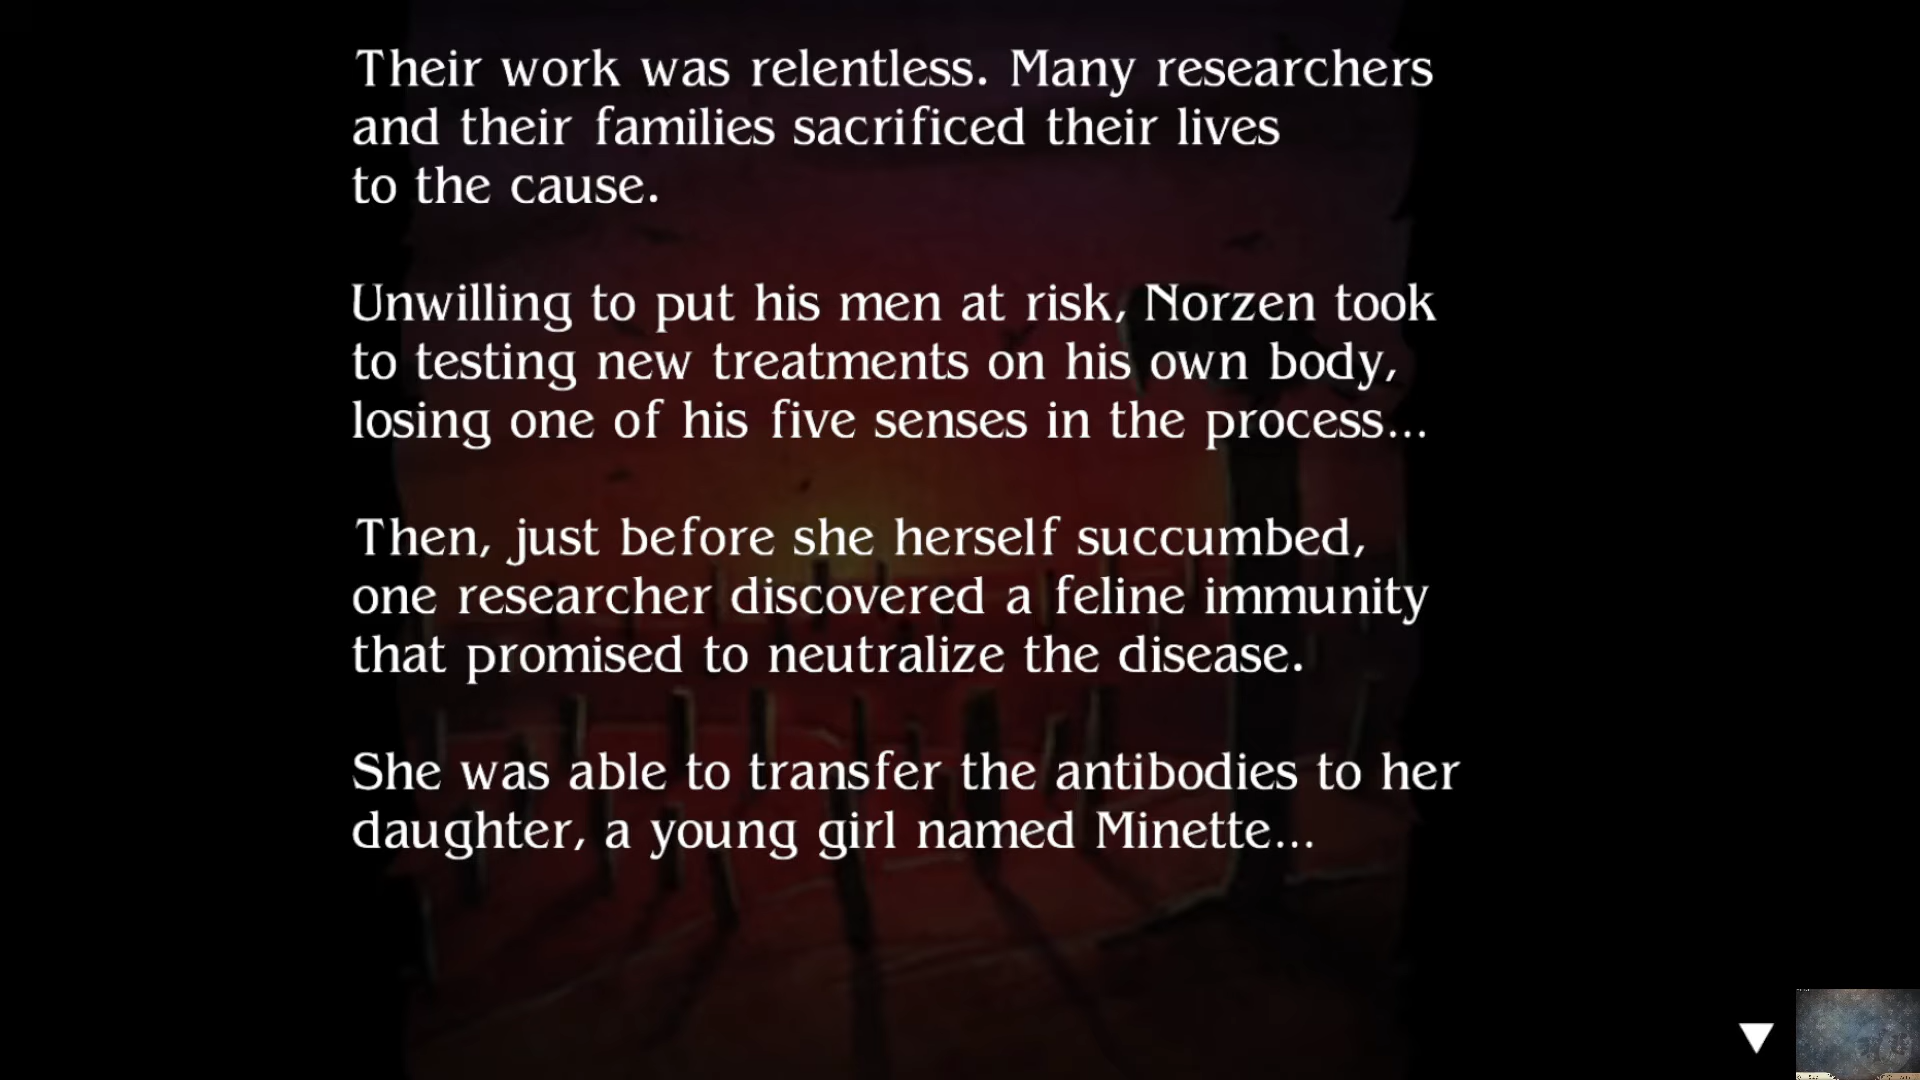 Their work was relentless. Many researchers
and their families sacrificed their lives
to the cause.
Unwilling to put his men at risk, Norzen took
to testing new treatments on his own body,
losing one of his five senses in the process...
Then, just before she herself succumbed,
one researcher discovered a feline immunity
that promised to neutralize the disease.
She was able to transfer the antibodies to her
daughter, a young girl named Minette...